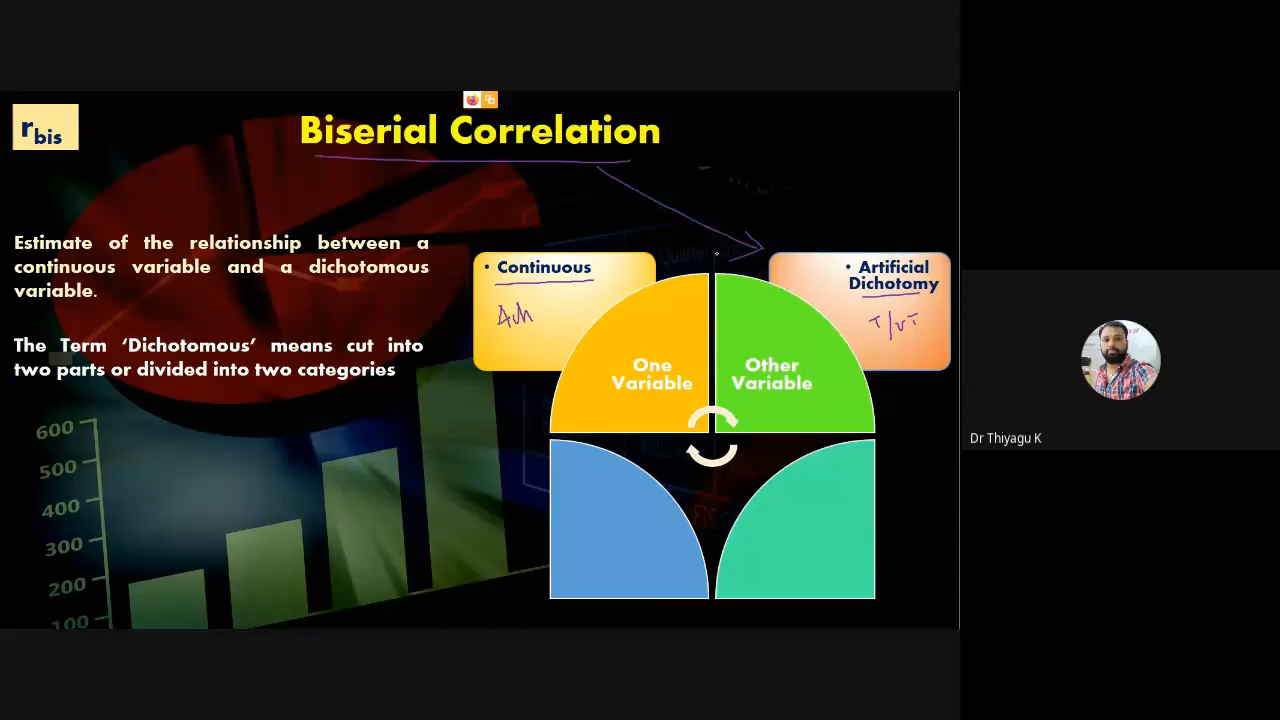 r bis
Biserial Correlation
Estimate of the relationship between a
continuous variable and a dichotomous
variable.
The Term ‘Dichotomous’ means cut into
two parts or divided into two categories
• Continuous
Ach
• Artificial
Dichotomy
One
Variable
Other
Variable
600
500
400
300
200
100
Dr Thiyagu K